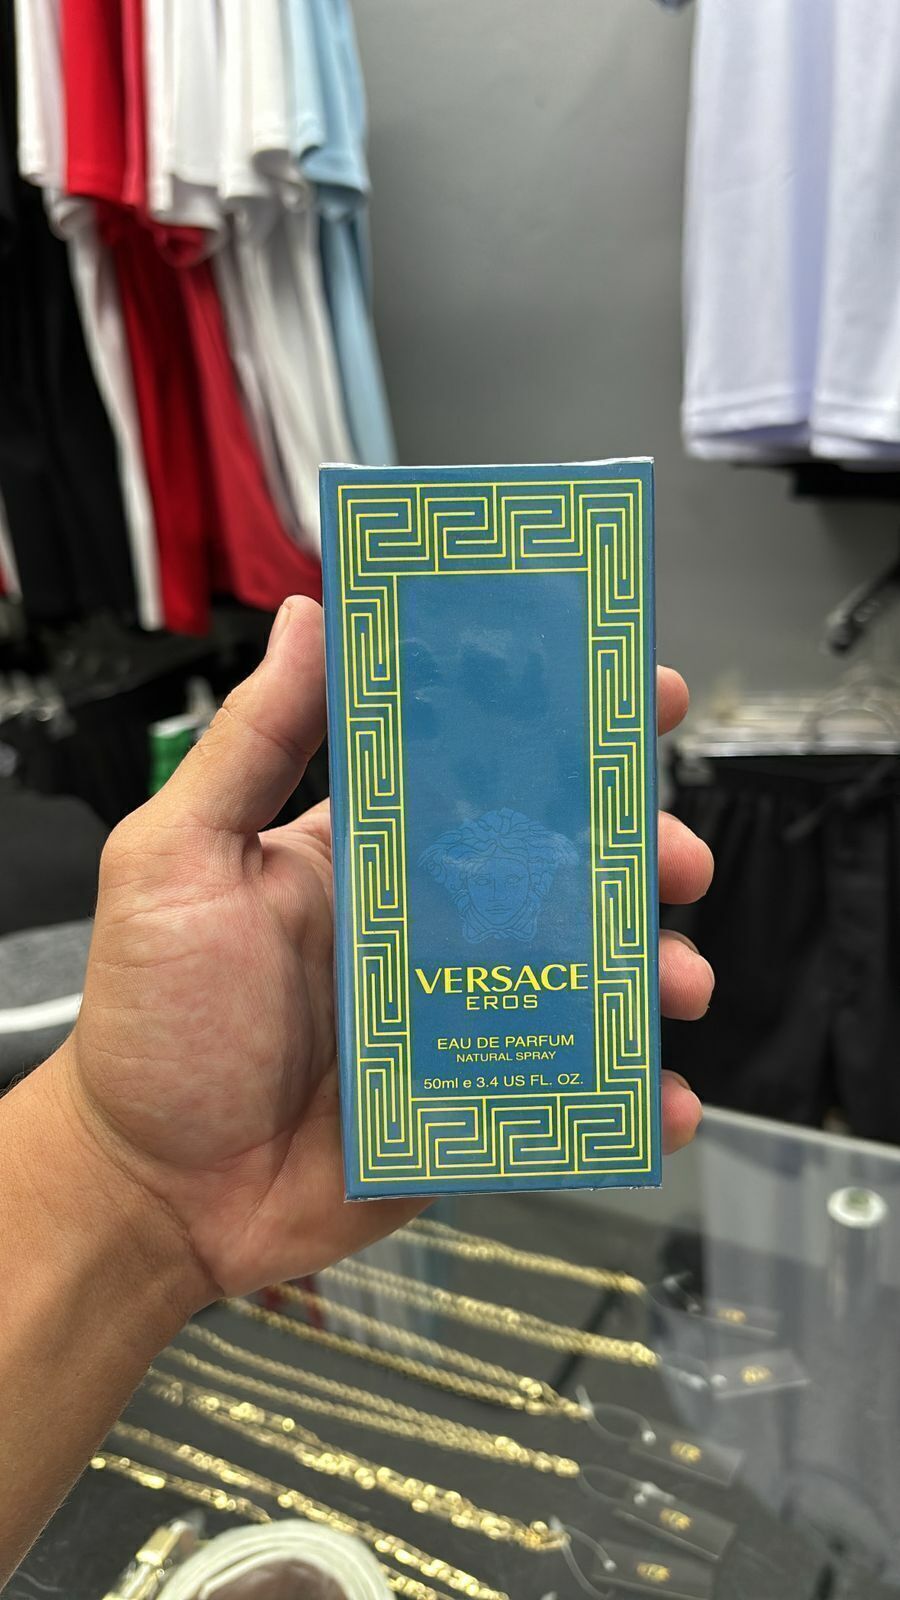 VERSACE
EROS
EAU DE PARFUM
NATURAL SPRAY
50ml e 3.4 US FL. OZ.